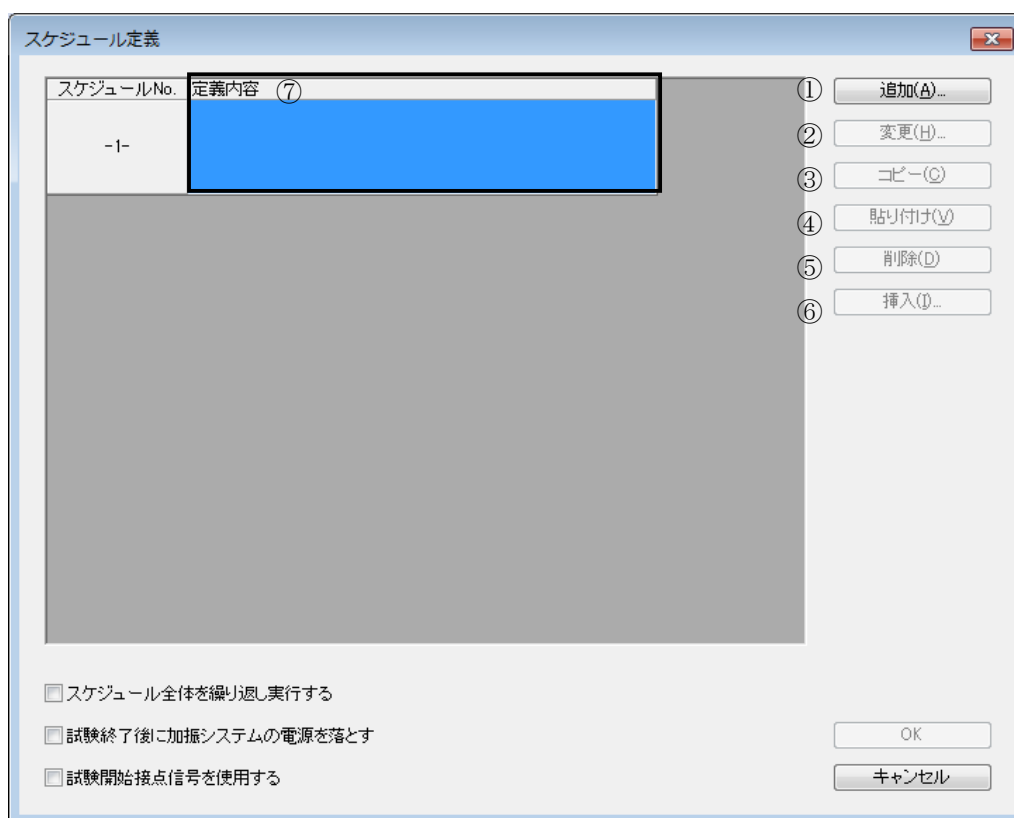 スケジュール定義
スケジュールNo. 定義内容 ⑦
-1-
① 追加(A)...
② 変更(H)...
③ コピー(C)
④ 貼り付け(V)
⑤ 削除(D)
⑥ 挿入(I)...
スケジュール全体を繰り返し実行する
試験終了後に加振システムの電源を落とす
試験開始接点信号を使用する
OK
キャンセル